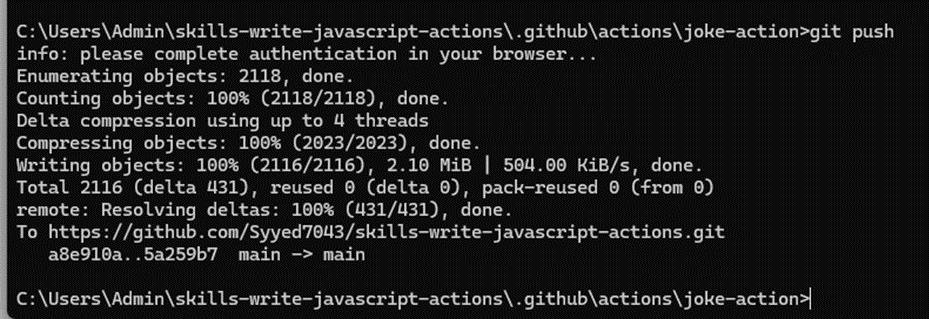 C:\Users\Admin\skills-write-javascript-actions\.github\actions\joke-action>git push
info: please complete authentication in your browser...
Enumerating objects: 2118, done.
Counting objects: 100% (2118/2118), done.
Delta compression using up to 4 threads
Compressing objects: 100% (2023/2023), done.
Writing objects: 100% (2116/2116), 2.10 MiB | 504.00 KiB/s, done.
Total 2116 (delta 431), reused 0 (delta 0), pack-reused 0 (from 0)
remote: Resolving deltas: 100% (431/431), done.
To https://github.com/Syyed7043/skills-write-javascript-actions.git
   a8e910a..5a259b7  main -> main
C:\Users\Admin\skills-write-javascript-actions\.github\actions\joke-action>